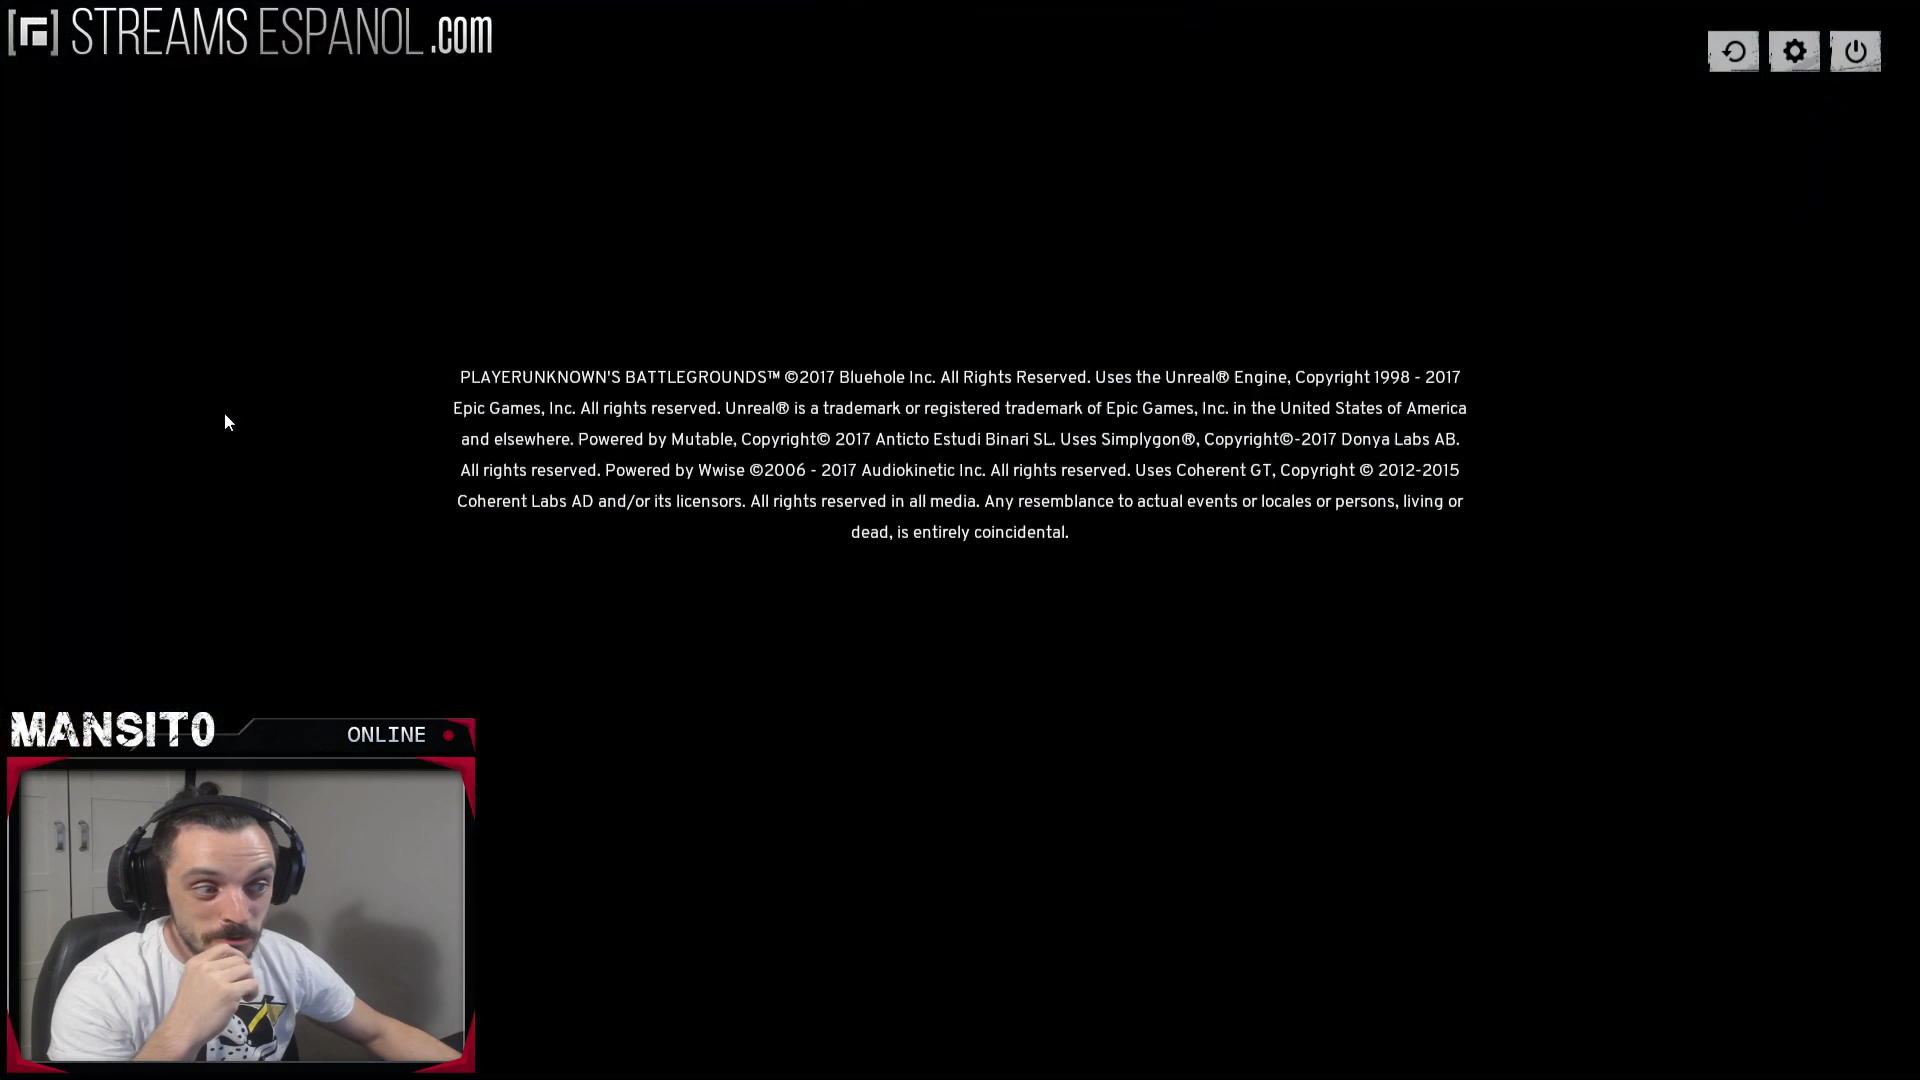 STREAMS ESPANOL.com
PLAYERUNKNOWN'S BATTLEGROUNDS™ ©2017 Bluehole Inc. All Rights Reserved. Uses the Unreal® Engine, Copyright 1998 - 2017
Epic Games, Inc. All rights reserved. Unreal® is a trademark or registered trademark of Epic Games, Inc. in the United States of America
and elsewhere. Powered by Mutable, Copyright© 2017 Anticto Estudi Binari SL. Uses Simplygon®, Copyright©-2017 Donya Labs AB.
All rights reserved. Powered by Wwise ©2006 - 2017 Audiokinetic Inc. All rights reserved. Uses Coherent GT, Copyright © 2012-2015
Coherent Labs AD and/or its licensors. All rights reserved in all media. Any resemblance to actual events or locales or persons, living or
dead, is entirely coincidental.
MANSIT0
ONLINE